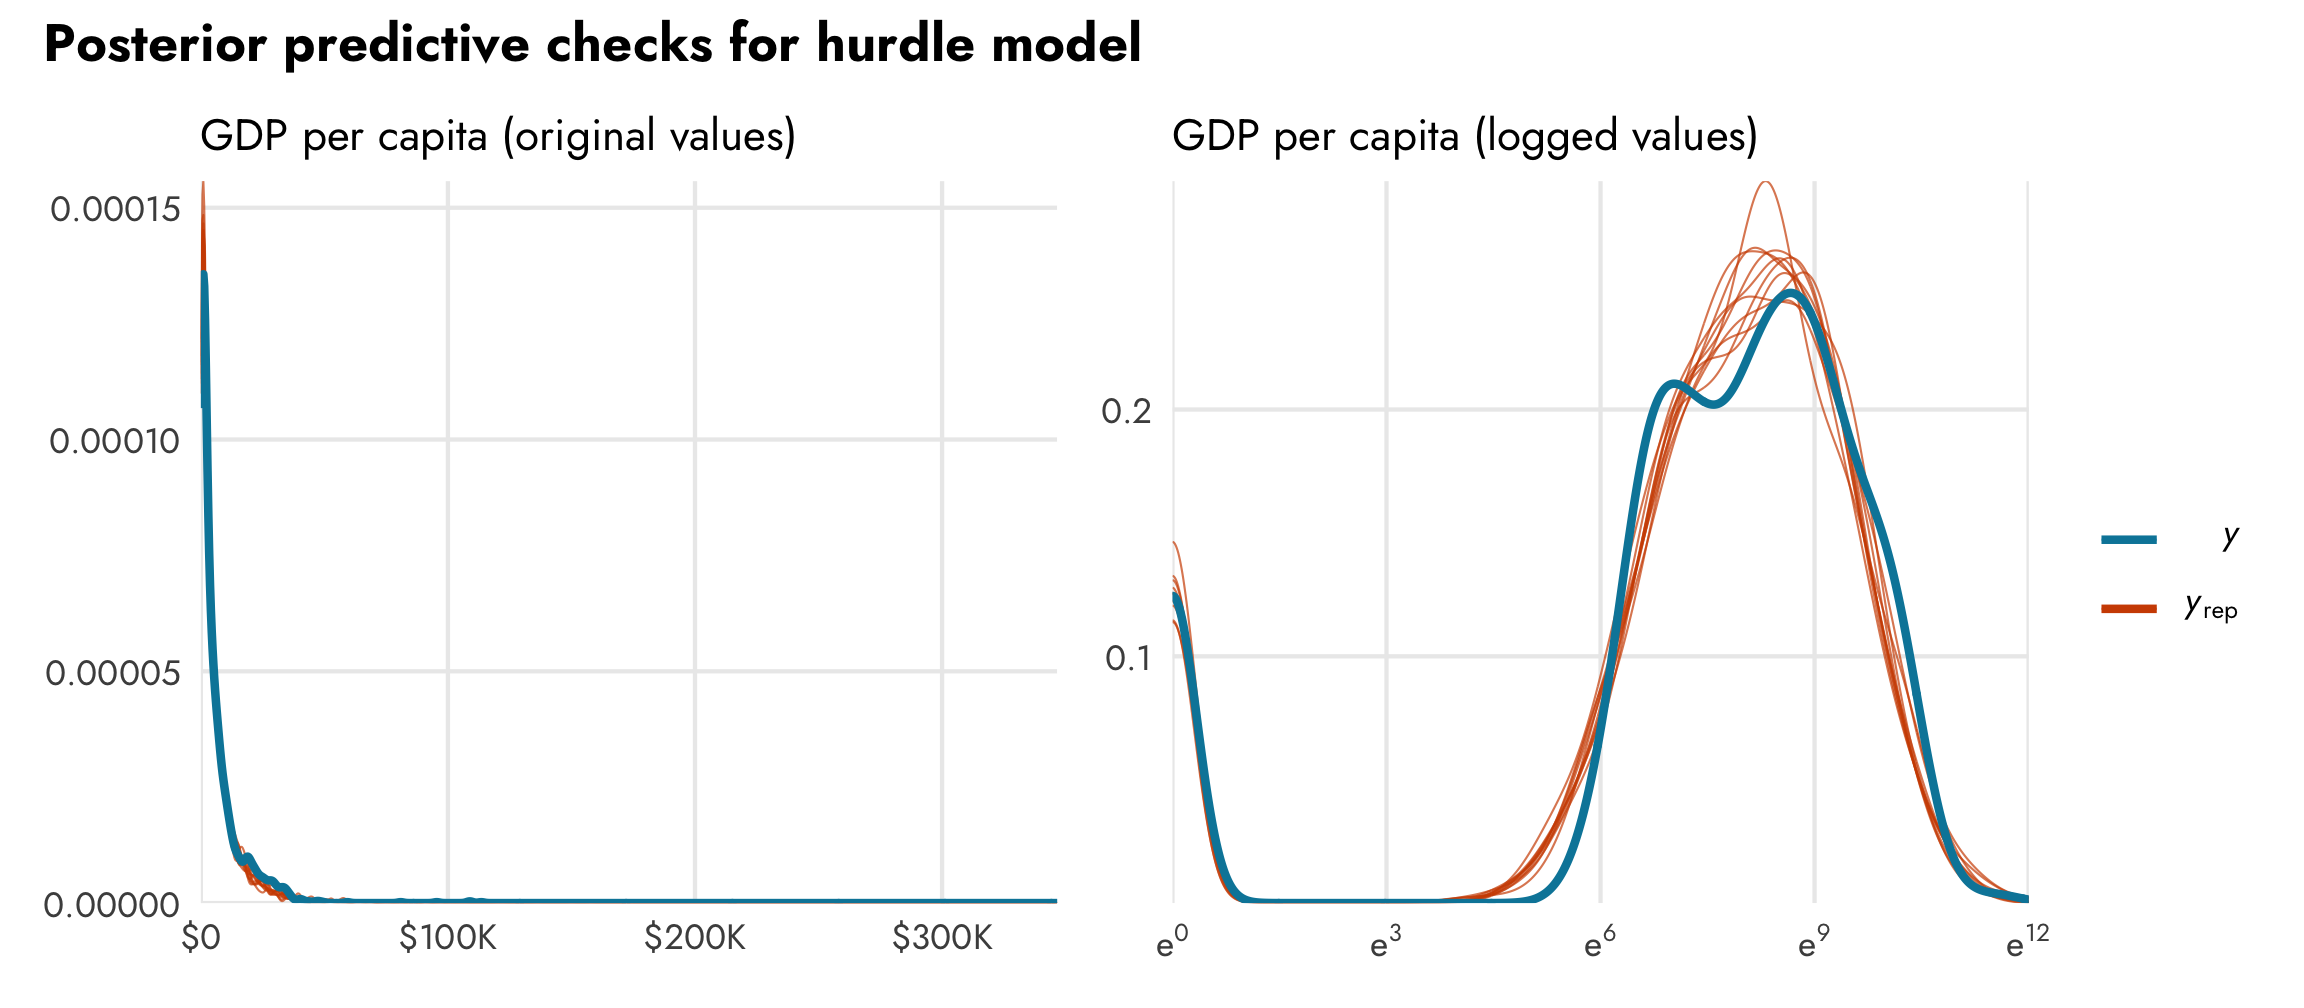 Posterior predictive checks for hurdle model
GDP per capita (original values)
0.00015
0.00010
0.00005
0.00000
$0 $100K $200K $300K
GDP per capita (logged values)
0.2
0.1
e⁰ e³ e⁶ e⁹ e¹²
y
y rep